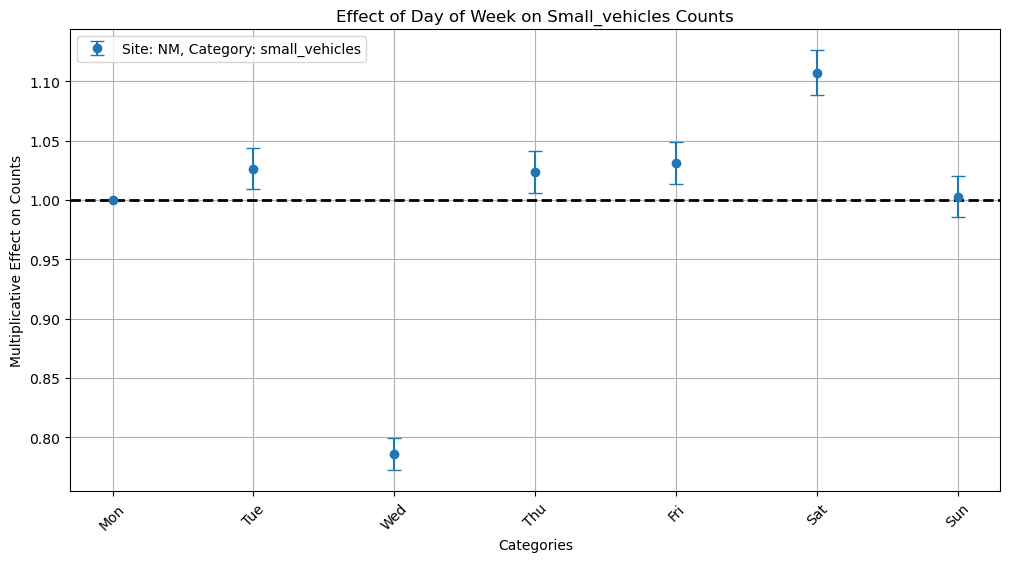 Effect of Day of Week on Small_vehicles Counts
Site: NM, Category: small_vehicles
Multiplicative Effect on Counts
1.10
1.05
1.00
0.95
0.90
0.85
0.80
Mon
Tue
Wed
Thu
Fri
Sat
Sun
Categories